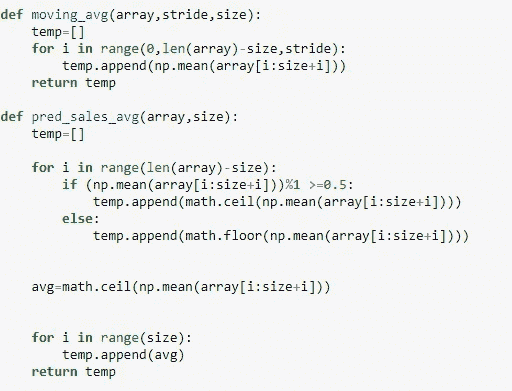 def moving_avg(array,stride,size):
    temp=[]
    for i in range(0,len(array)-size,stride):
        temp.append(np.mean(array[i:size+i]))
    return temp
def pred_sales_avg(array,size):
    temp=[]
    for i in range(len(array)-size):
        if (np.mean(array[i:size+i]))%1 >=0.5:
            temp.append(math.ceil(np.mean(array[i:size+i])))
        else:
            temp.append(math.floor(np.mean(array[i:size+i])))
    avg=math.ceil(np.mean(array[i:size+i]))
    for i in range(size):
        temp.append(avg)
    return temp